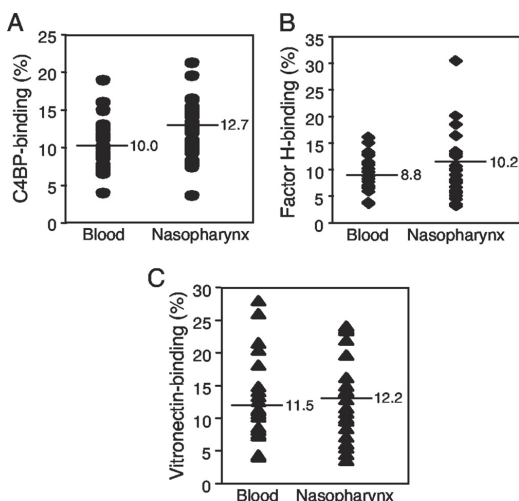 A
C4BP-binding (%)
25
20
15
10
5
0
10.0
12.7
Blood
Nasopharynx
B
Factor H-binding (%)
35
30
25
20
15
10
5
0
8.8
10.2
Blood
Nasopharynx
C
Vitronectin-binding (%)
30
25
20
15
10
5
0
11.5
12.2
Blood
Nasopharynx